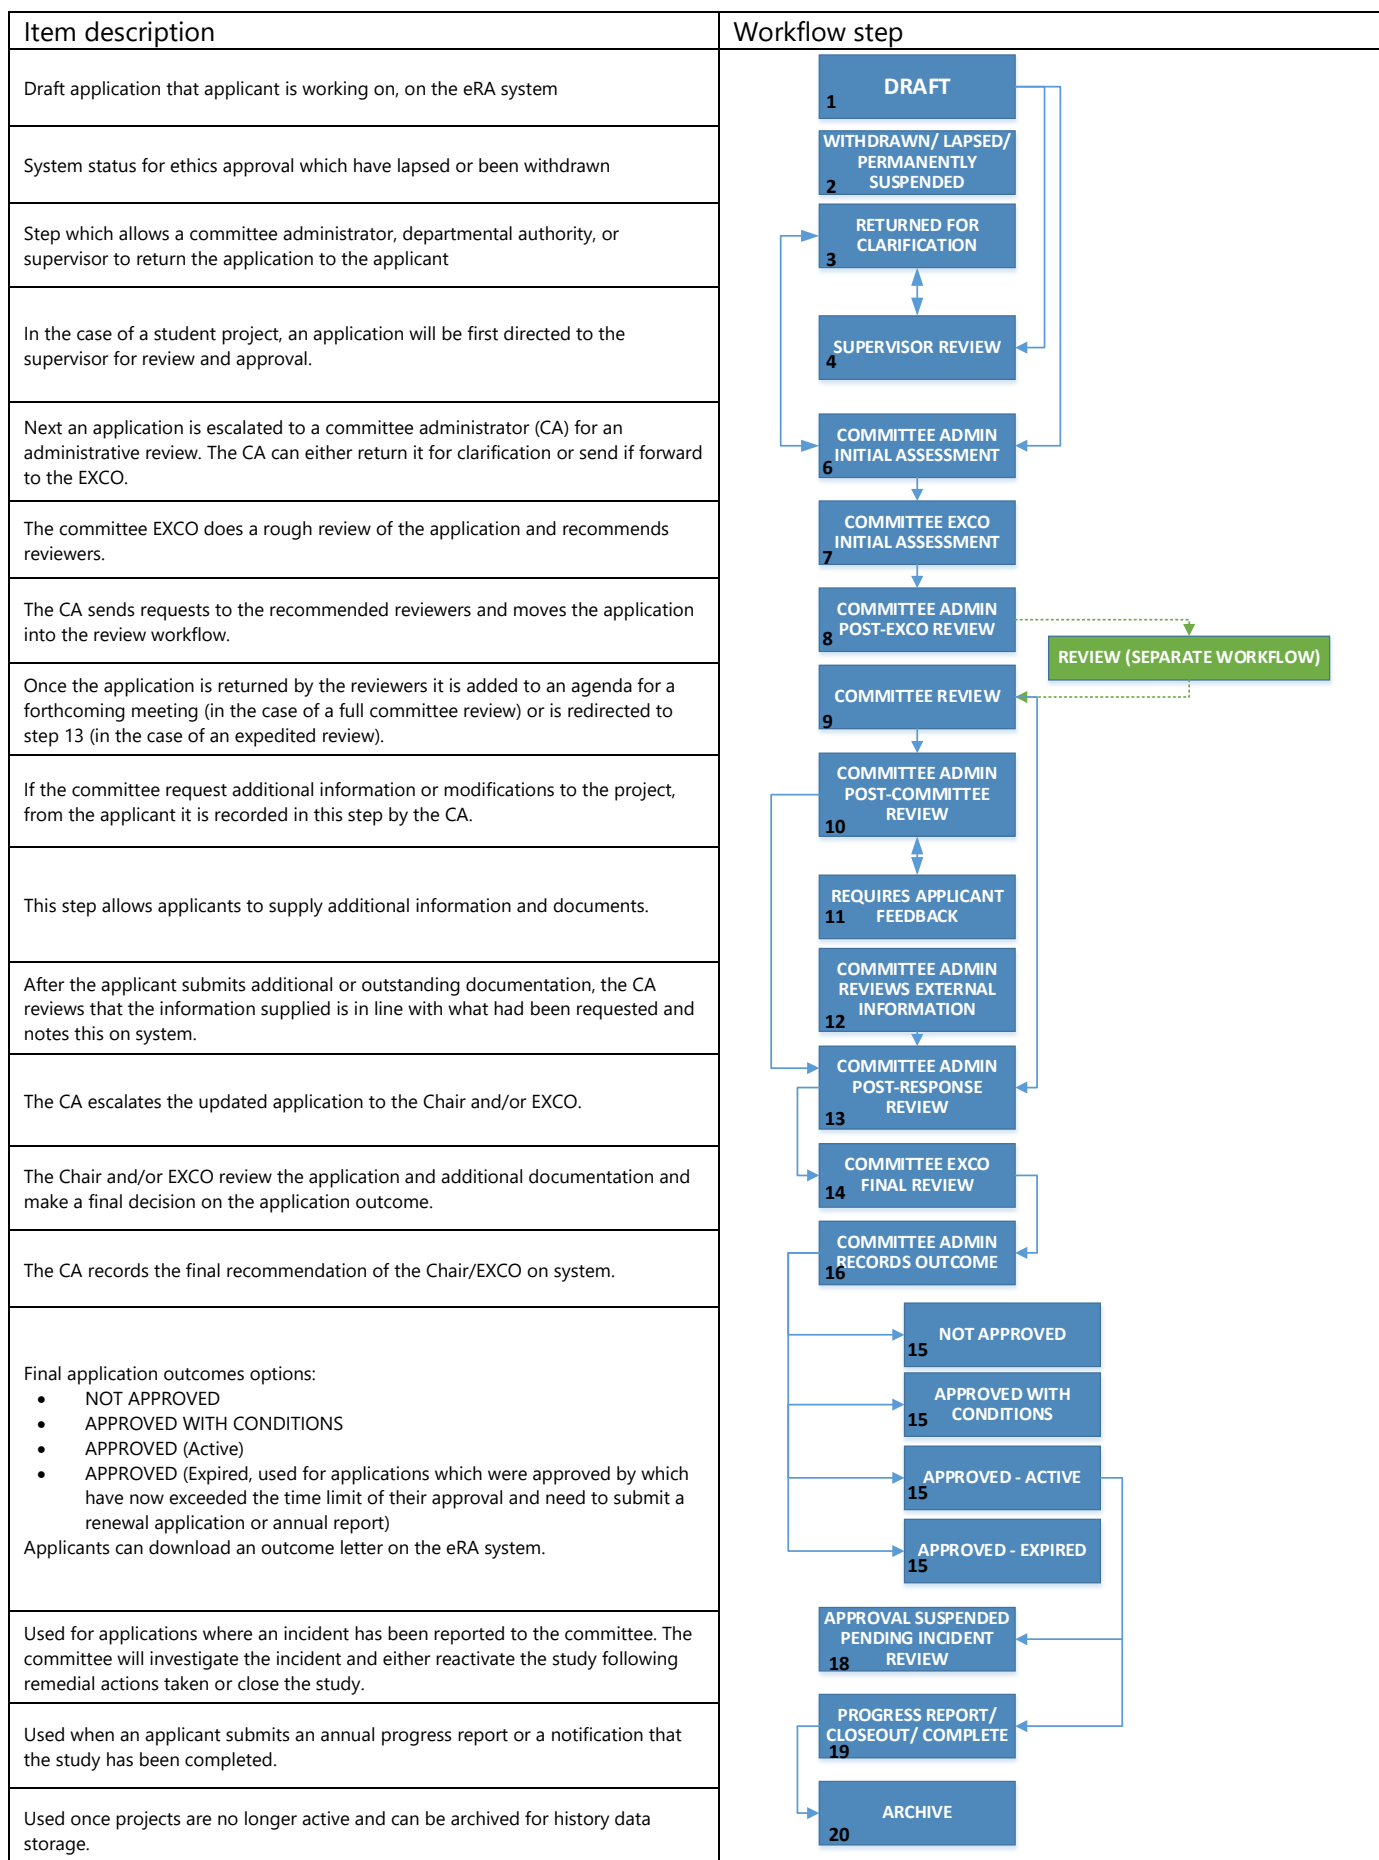 Item description
Workflow step
Draft application that applicant is working on, on the eRA system
DRAFT
1
System status for ethics approval which have lapsed or been withdrawn
WITHDRAWN/ LAPSED/
PERMANENTLY
SUSPENDED
2
Step which allows a committee administrator, departmental authority, or
supervisor to return the application to the applicant
RETURNED FOR
CLARIFICATION
3
In the case of a student project, an application will be first directed to the
supervisor for review and approval.
SUPERVISOR REVIEW
4
Next an application is escalated to a committee administrator (CA) for an
administrative review. The CA can either return it for clarification or send if forward
to the EXCO.
COMMITTEE ADMIN
INITIAL ASSESSMENT
6
The committee EXCO does a rough review of the application and recommends
reviewers.
COMMITTEE EXCO
INITIAL ASSESSMENT
7
The CA sends requests to the recommended reviewers and moves the application
into the review workflow.
COMMITTEE ADMIN
POST-EXCO REVIEW
8
REVIEW (SEPARATE WORKFLOW)
Once the application is returned by the reviewers it is added to an agenda for a
forthcoming meeting (in the case of a full committee review) or is redirected to
step 13 (in the case of an expedited review).
COMMITTEE REVIEW
9
If the committee request additional information or modifications to the project,
from the applicant it is recorded in this step by the CA.
COMMITTEE ADMIN
POST-COMMITTEE
REVIEW
10
This step allows applicants to supply additional information and documents.
REQUIRES APPLICANT
FEEDBACK
11
After the applicant submits additional or outstanding documentation, the CA
reviews that the information supplied is in line with what had been requested and
notes this on system.
COMMITTEE ADMIN
REVIEWS EXTERNAL
INFORMATION
12
The CA escalates the updated application to the Chair and/or EXCO.
COMMITTEE ADMIN
POST-RESPONSE
REVIEW
13
The Chair and/or EXCO review the application and additional documentation and
make a final decision on the application outcome.
COMMITTEE EXCO
FINAL REVIEW
14
The CA records the final recommendation of the Chair/EXCO on system.
COMMITTEE ADMIN
RECORDS OUTCOME
16
Final application outcomes options:
• NOT APPROVED
• APPROVED WITH CONDITIONS
• APPROVED (Active)
• APPROVED (Expired, used for applications which were approved by which
have now exceeded the time limit of their approval and need to submit a
renewal application or annual report)
Applicants can download an outcome letter on the eRA system.
NOT APPROVED
15
APPROVED WITH
CONDITIONS
15
APPROVED - ACTIVE
15
APPROVED - EXPIRED
15
Used for applications where an incident has been reported to the committee. The
committee will investigate the incident and either reactivate the study following
remedial actions taken or close the study.
APPROVAL SUSPENDED
PENDING INCIDENT
REVIEW
18
Used when an applicant submits an annual progress report or a notification that
the study has been completed.
PROGRESS REPORT/
CLOSEOUT/ COMPLETE
19
Used once projects are no longer active and can be archived for history data
storage.
ARCHIVE
20